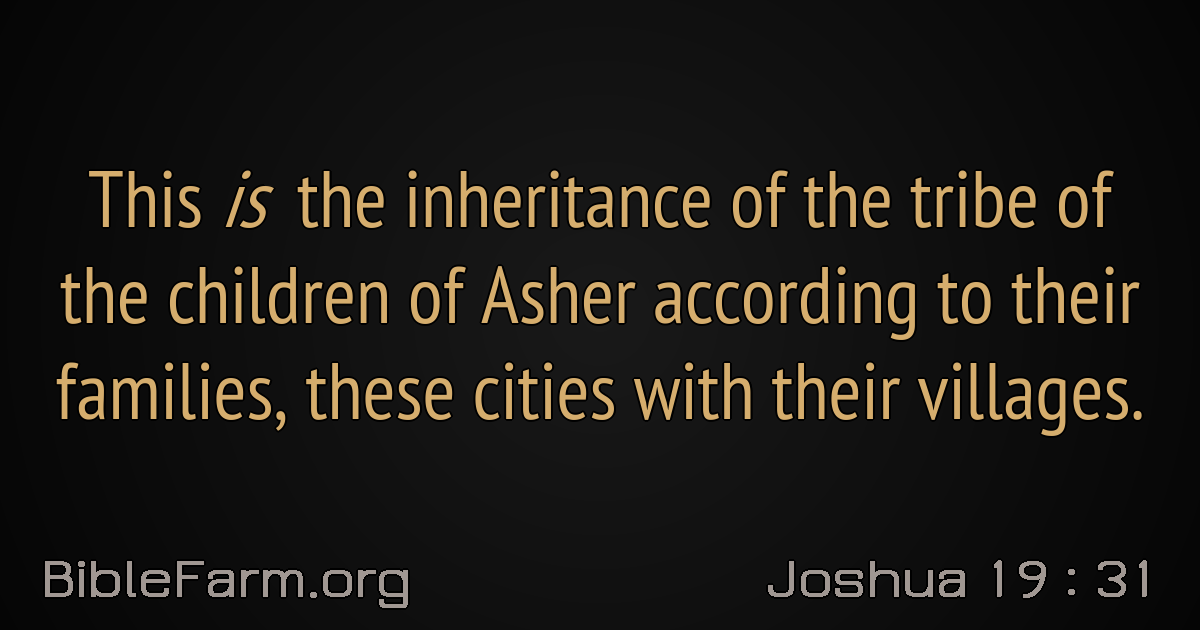 This is the inheritance of the tribe of
the children of Asher according to their
families, these cities with their villages.
BibleFarm.org
Joshua 19 : 31